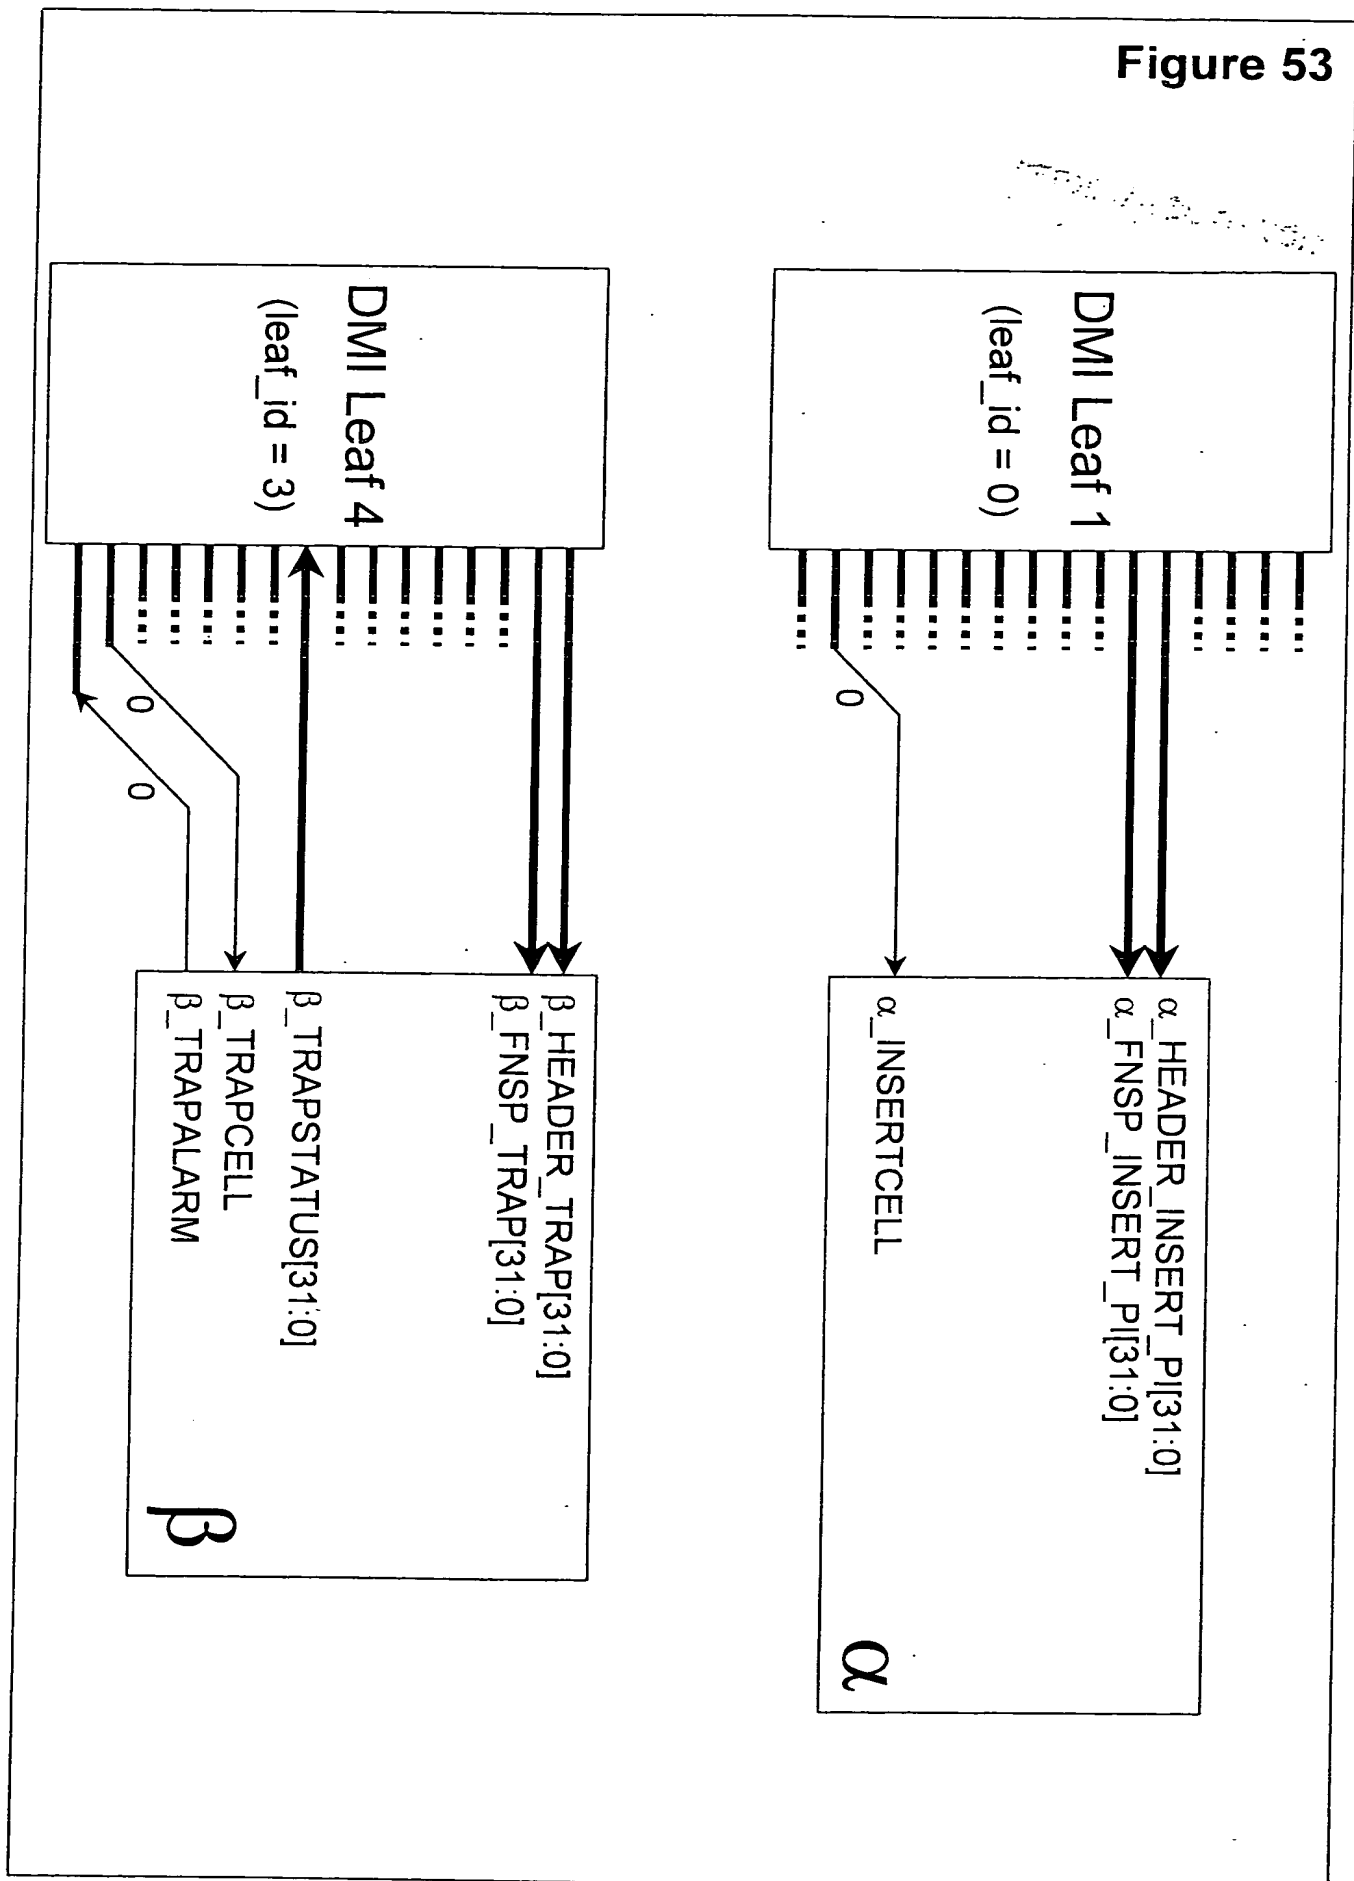 Figure 53
DMI Leaf 1
(leaf_id = 0)
0
α_HEADER_INSERT_PI[31:0]
α_FNSP_INSERT_PI[31:0]
α_INSERTCELL
α
DMI Leaf 4
(leaf_id = 3)
0
0
β_HEADER_TRAP[31:0]
β_FNSP_TRAP[31:0]
β_TRAPSTATUS[31:0]
β_TRAPCELL
β_TRAPALARM
β